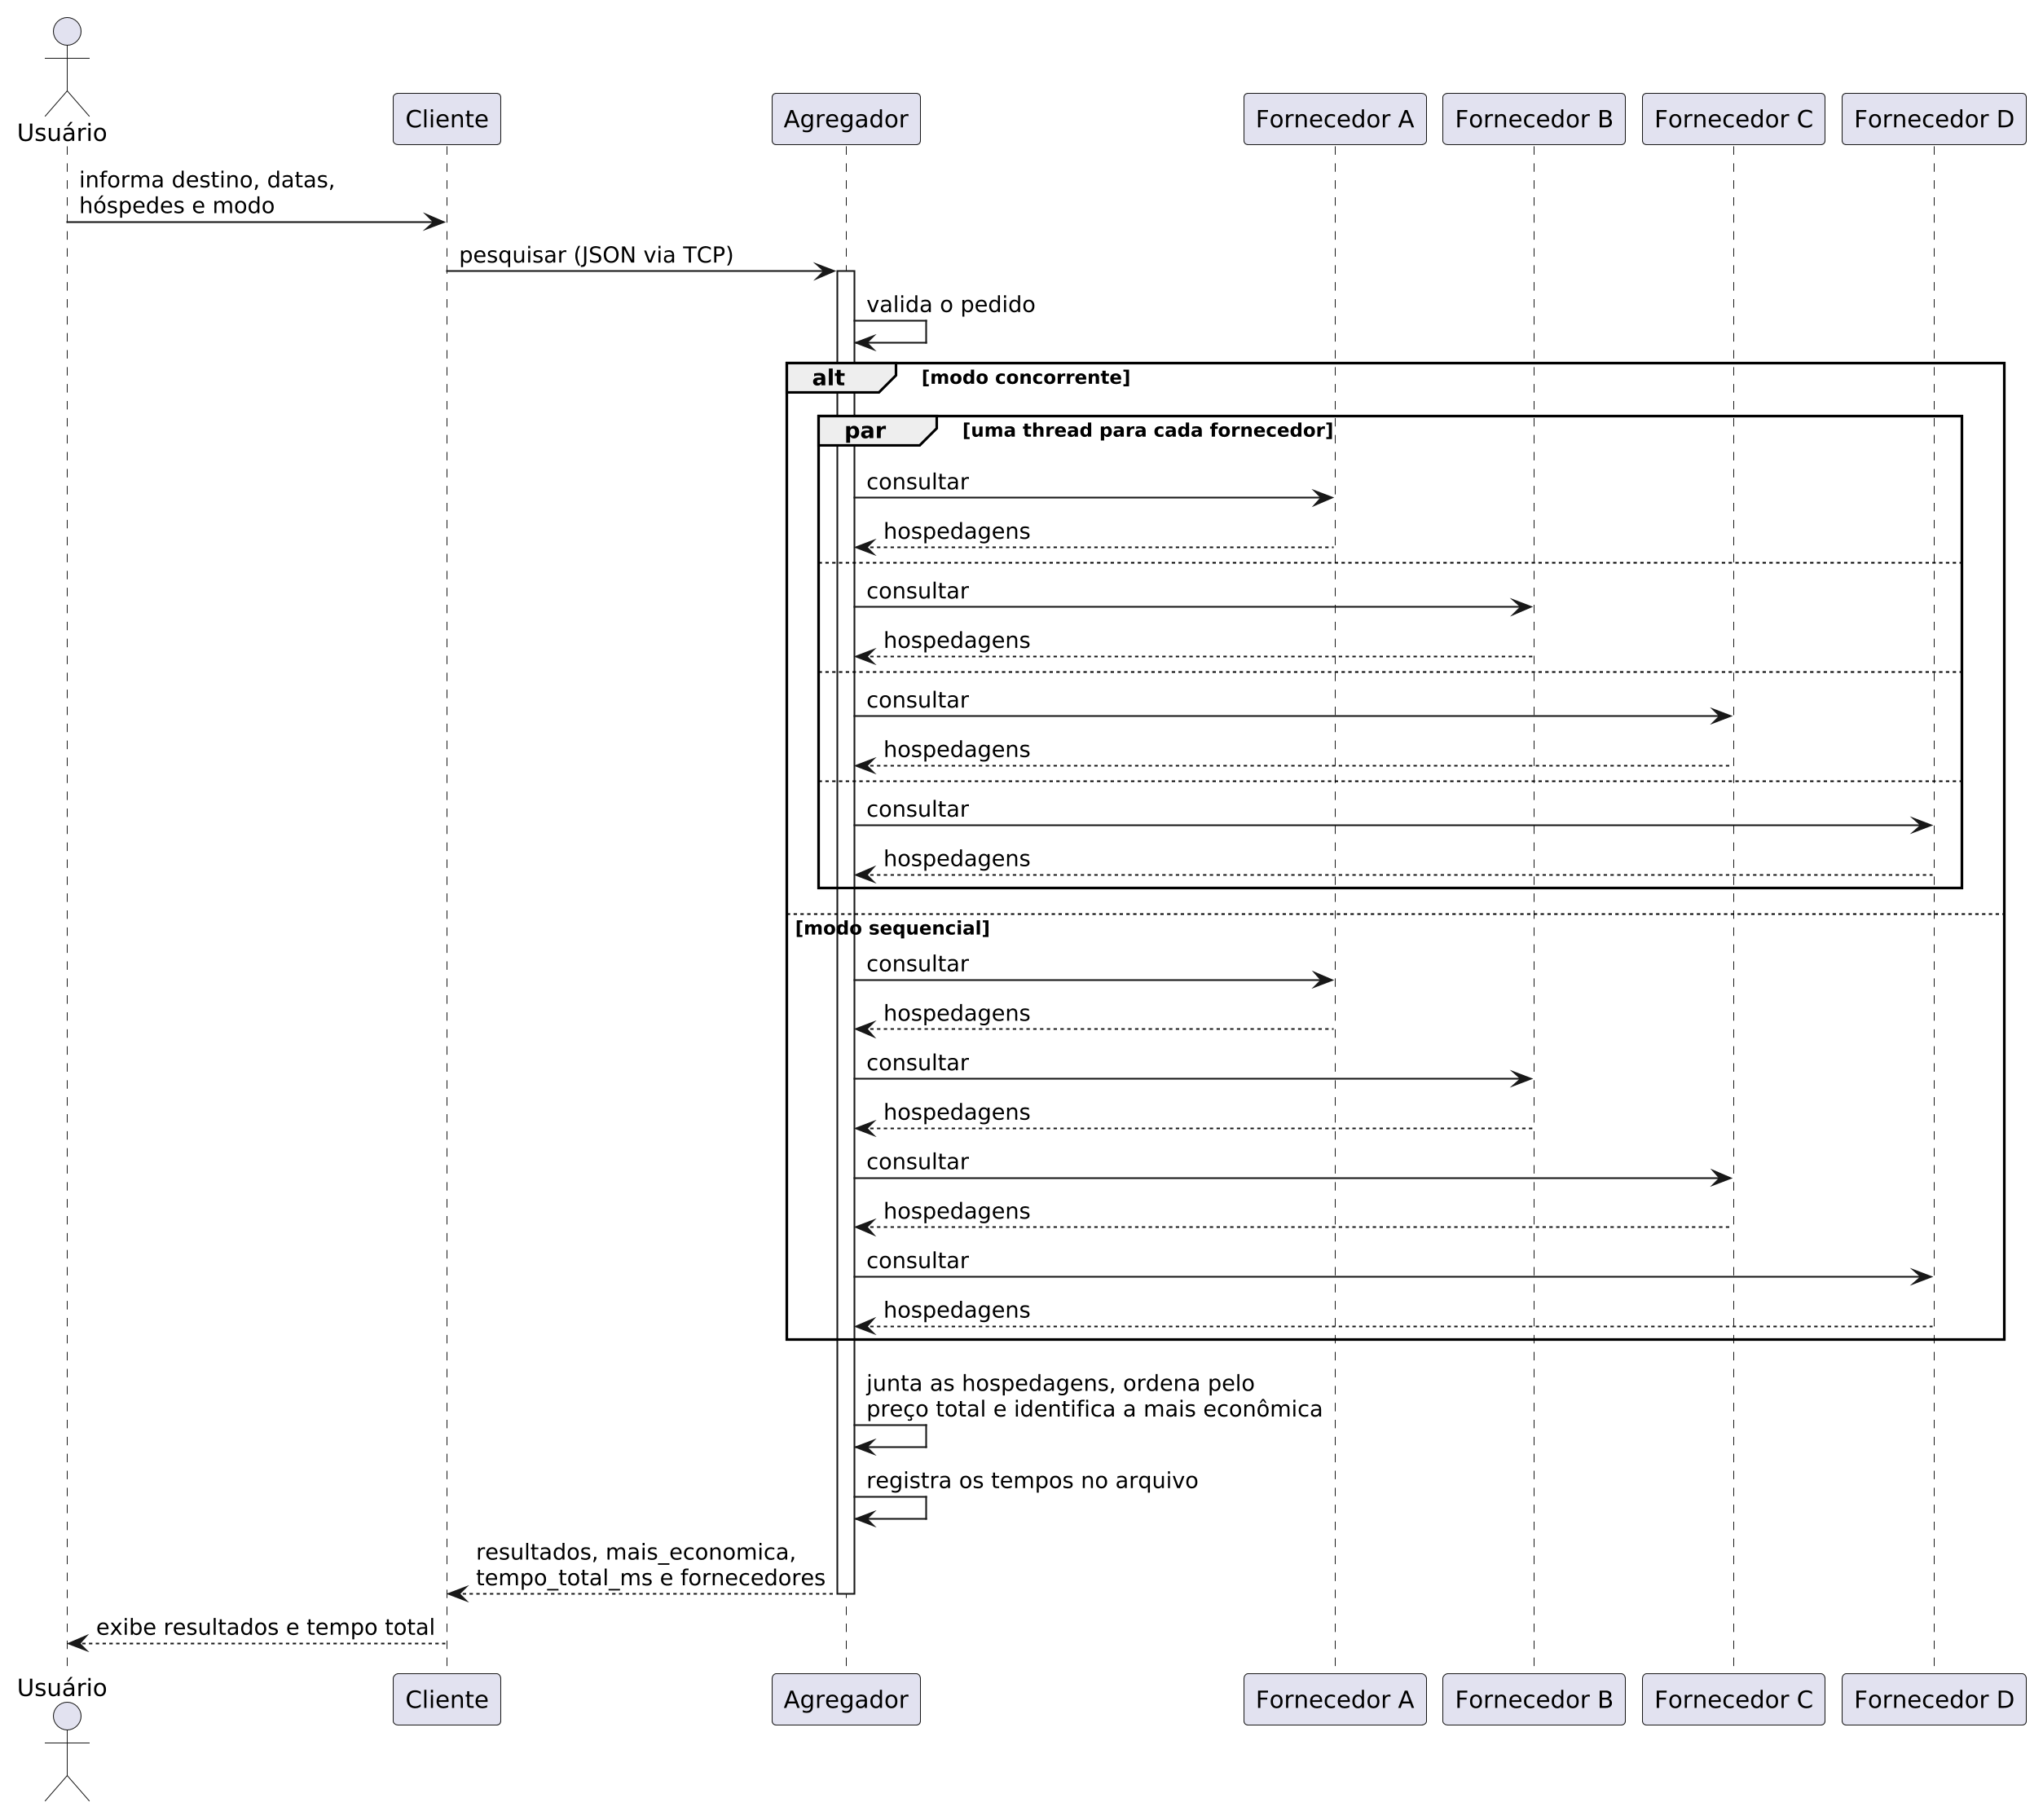 Usuário
Cliente
Agregador
Fornecedor A
Fornecedor B
Fornecedor C
Fornecedor D
informa destino, datas,
hóspedes e modo
pesquisar (JSON via TCP)
valida o pedido
alt
[modo concorrente]
par
[uma thread para cada fornecedor]
consultar
hospedagens
consultar
hospedagens
consultar
hospedagens
consultar
hospedagens
[modo sequencial]
consultar
hospedagens
consultar
hospedagens
consultar
hospedagens
consultar
hospedagens
junta as hospedagens, ordena pelo
preço total e identifica a mais econômica
registra os tempos no arquivo
resultados, mais_economica,
tempo_total_ms e fornecedores
exibe resultados e tempo total
Usuário
Cliente
Agregador
Fornecedor A
Fornecedor B
Fornecedor C
Fornecedor D